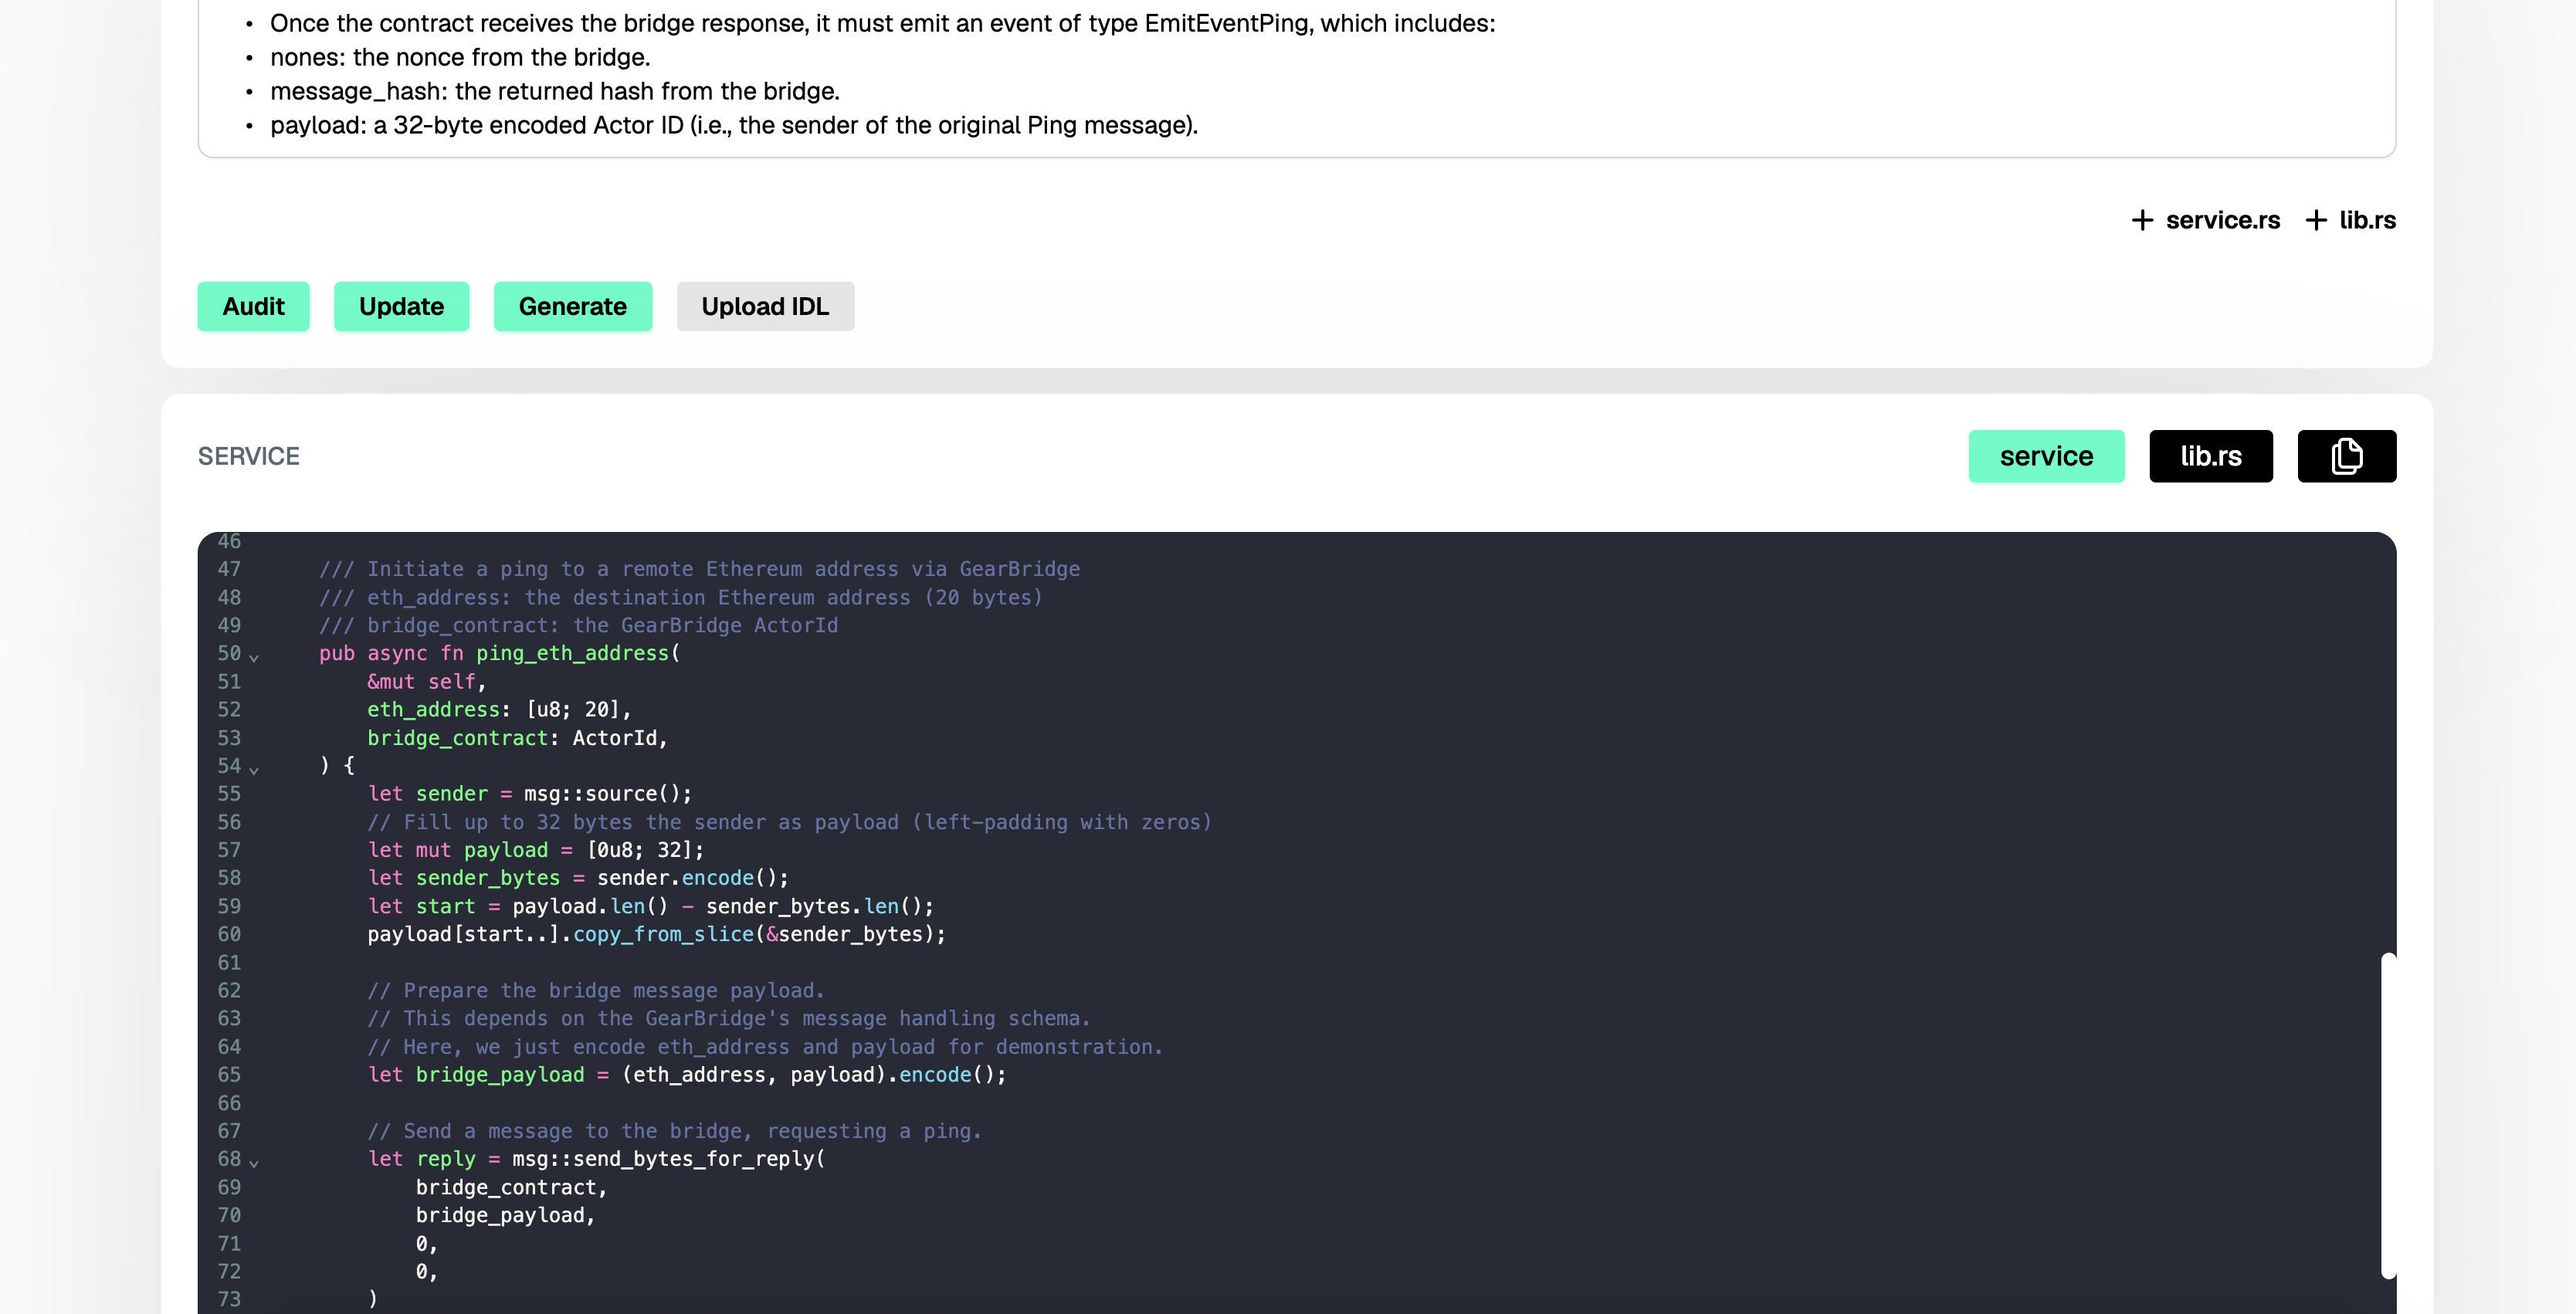 • Once the contract receives the bridge response, it must emit an event of type EmitEventPing, which includes:
• nones: the nonce from the bridge.
• message_hash: the returned hash from the bridge.
• payload: a 32-byte encoded Actor ID (i.e., the sender of the original Ping message).
+ service.rs + lib.rs
Audit Update Generate Upload IDL
SERVICE service lib.rs
46
47 /// Initiate a ping to a remote Ethereum address via GearBridge
48 /// eth_address: the destination Ethereum address (20 bytes)
49 /// bridge_contract: the GearBridge ActorId
50 pub async fn ping_eth_address(
51 &mut self,
52 eth_address: [u8; 20],
53 bridge_contract: ActorId,
54 ) {
55 let sender = msg::source();
56 // Fill up to 32 bytes the sender as payload (left-padding with zeros)
57 let mut payload = [0u8; 32];
58 let sender_bytes = sender.encode();
59 let start = payload.len() - sender_bytes.len();
60 payload[start..].copy_from_slice(&sender_bytes);
61
62 // Prepare the bridge message payload.
63 // This depends on the GearBridge's message handling schema.
64 // Here, we just encode eth_address and payload for demonstration.
65 let bridge_payload = (eth_address, payload).encode();
66
67 // Send a message to the bridge, requesting a ping.
68 let reply = msg::send_bytes_for_reply(
69 bridge_contract,
70 bridge_payload,
71 0,
72 0,
73 )